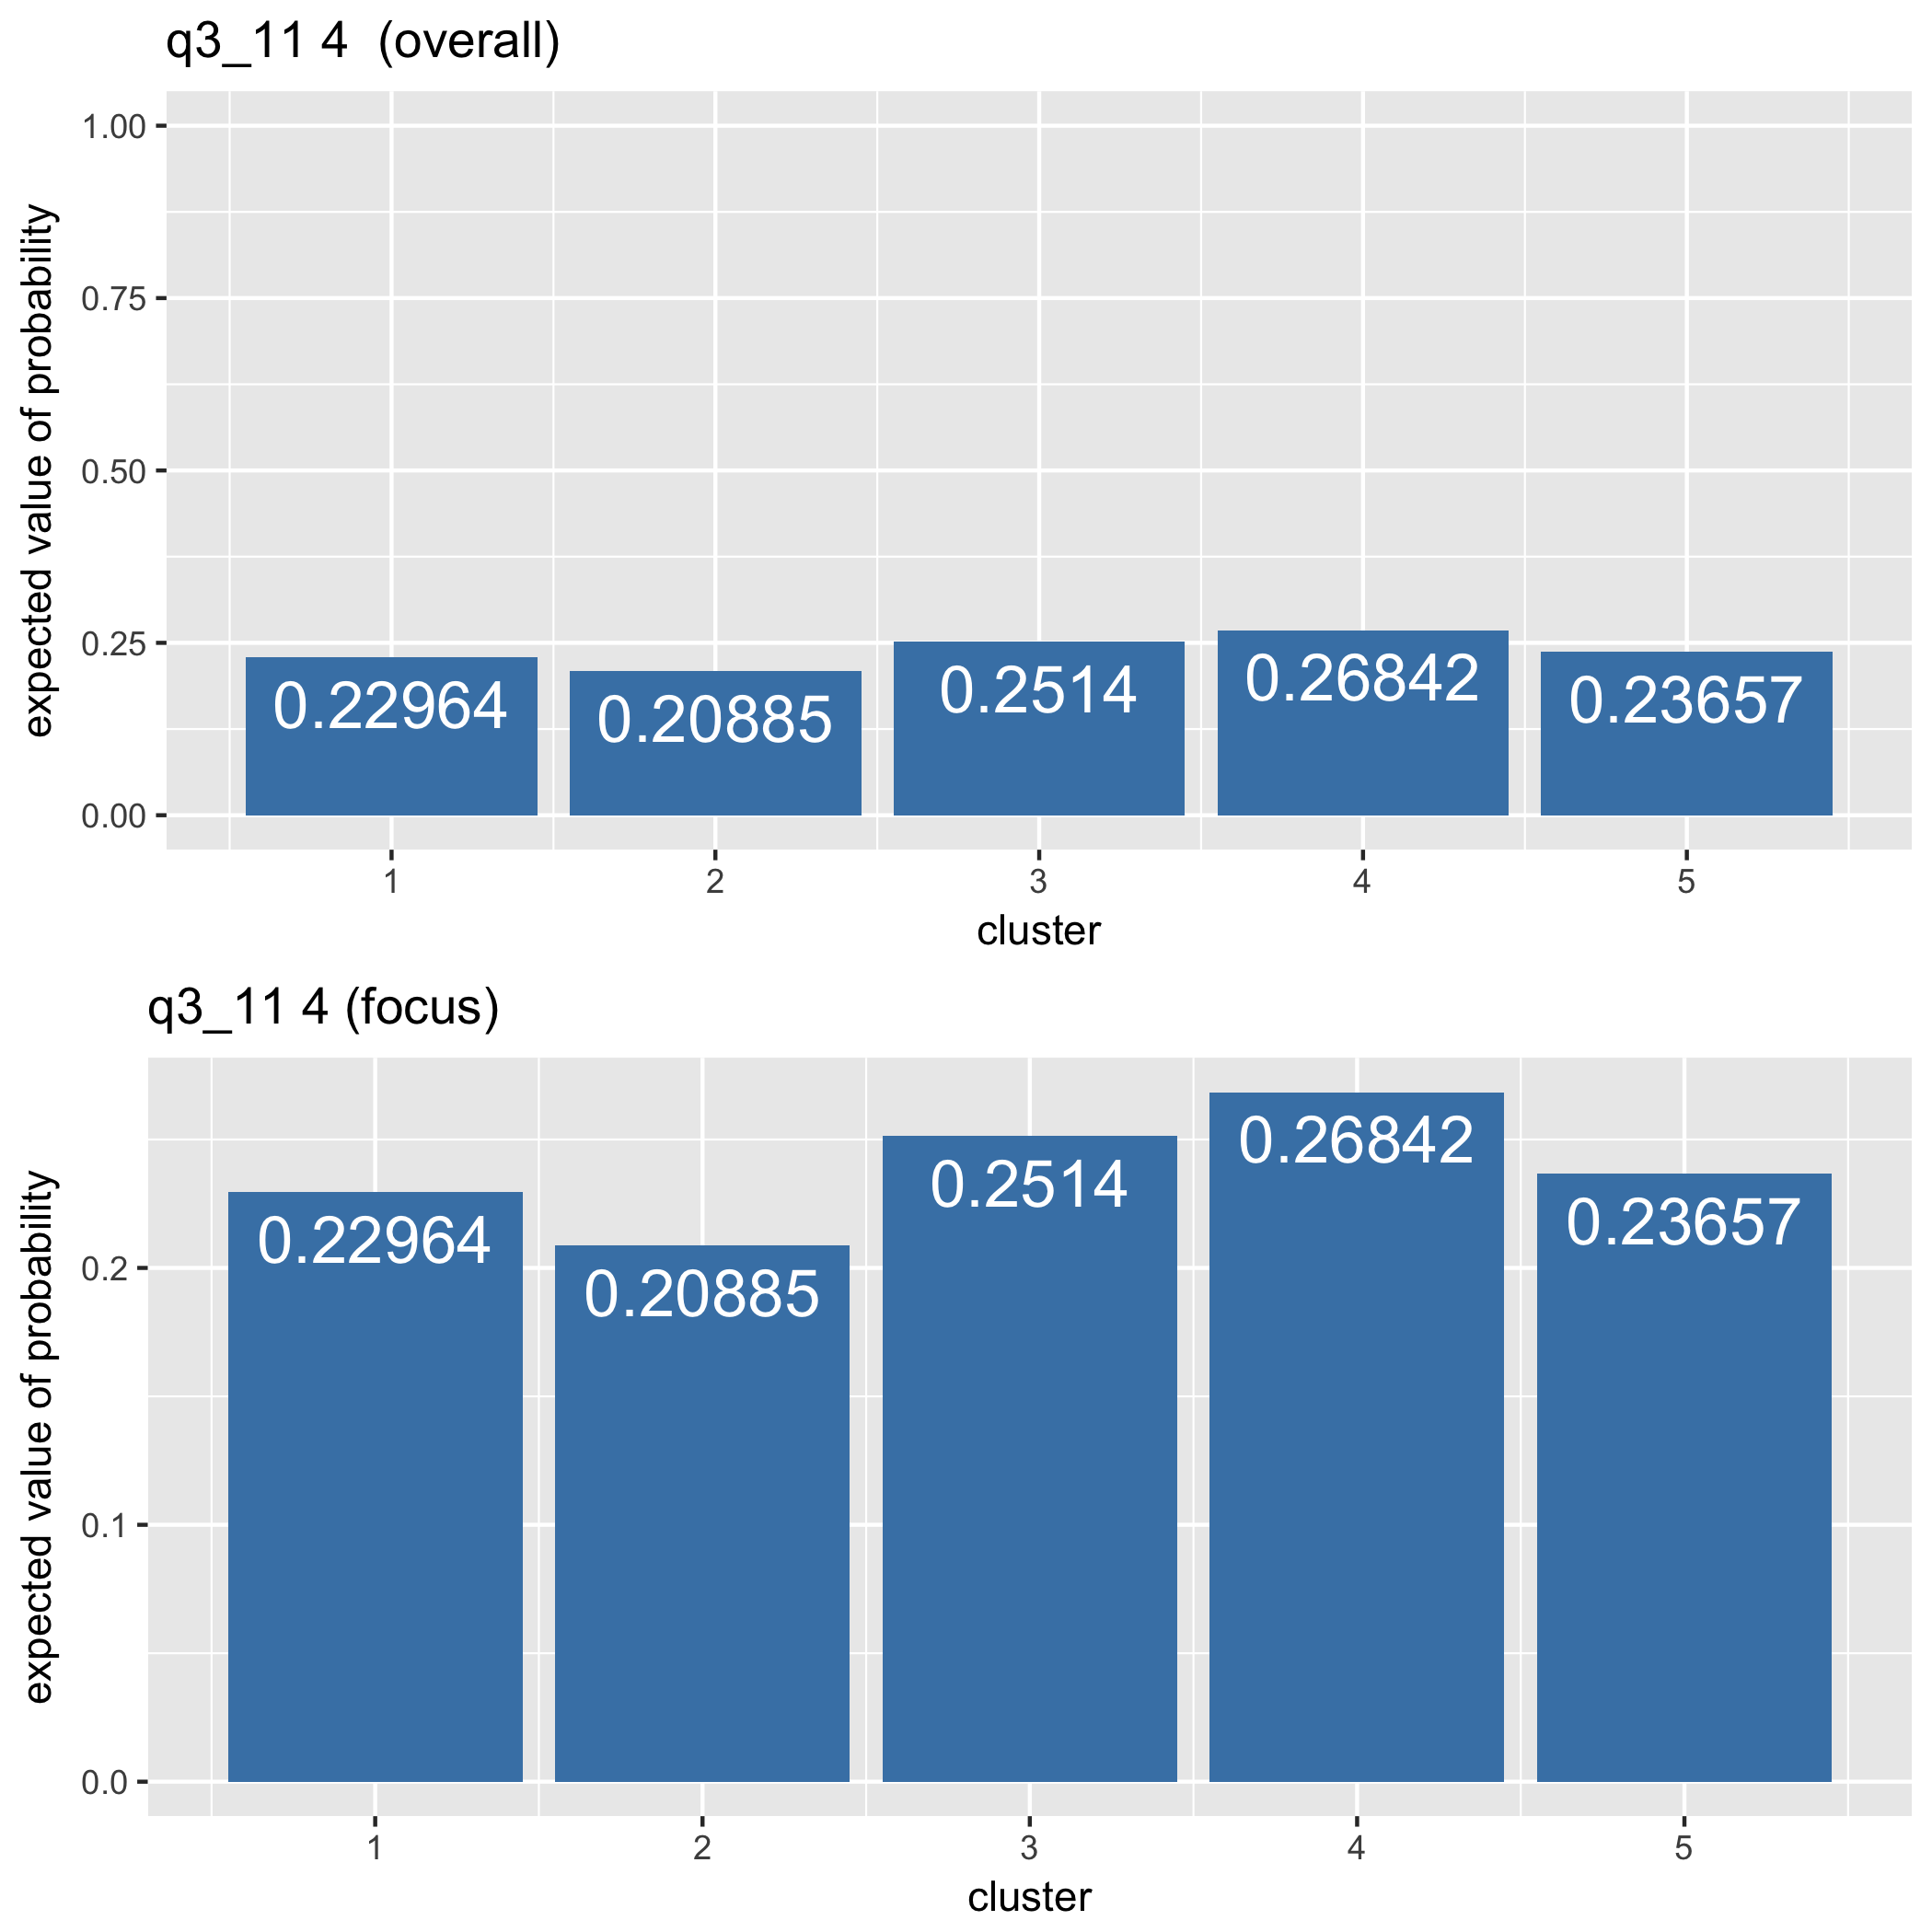 q3_11 4  (overall)
expected value of probability
1.00
0.75
0.50
0.25
0.00
0.22964
0.20885
0.2514
0.26842
0.23657
1 2 3 4 5
cluster
q3_11 4 (focus)
expected value of probability
0.2
0.1
0.0
0.22964
0.20885
0.2514
0.26842
0.23657
1 2 3 4 5
cluster